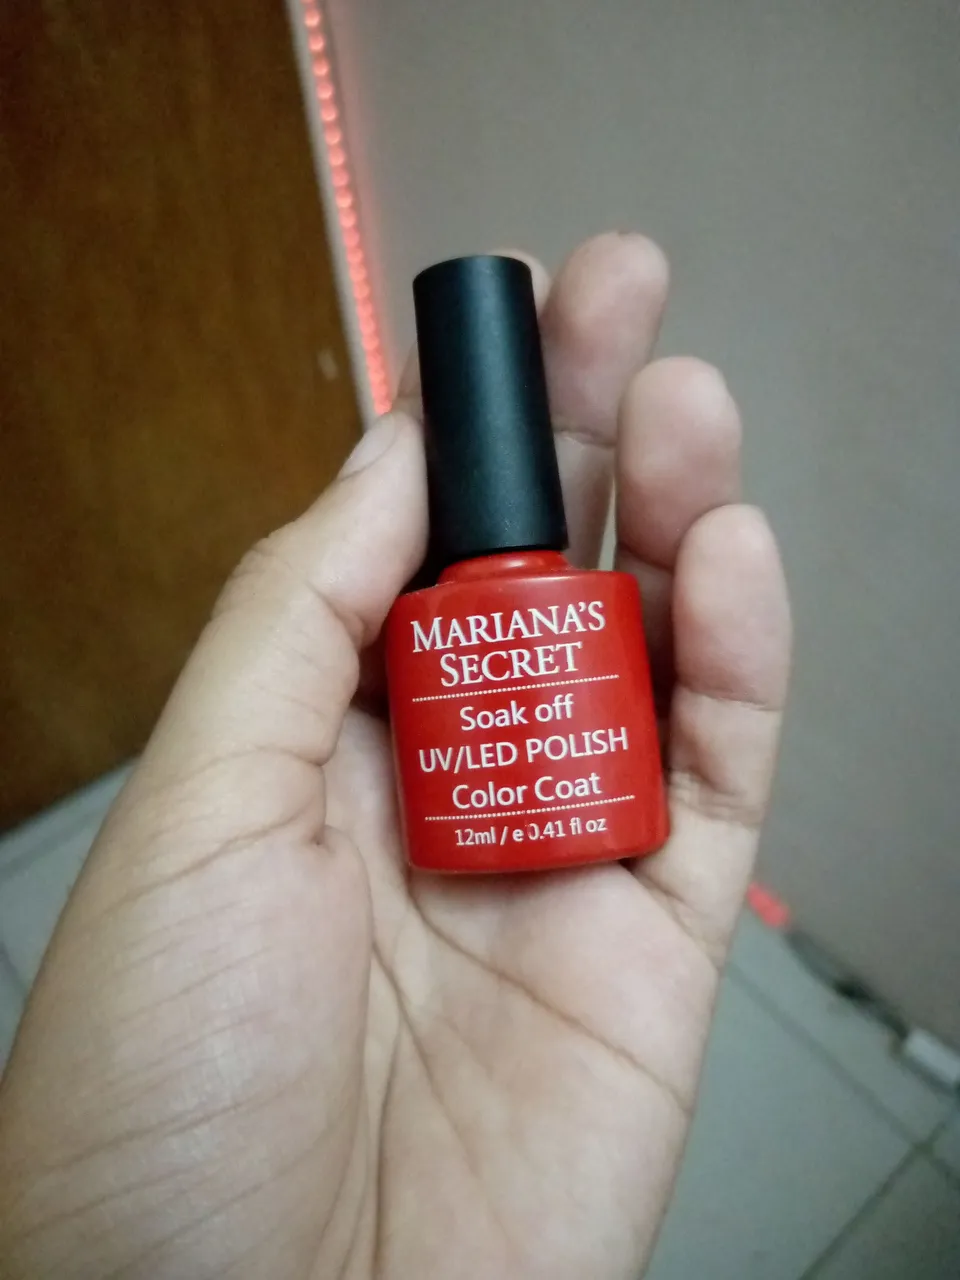 MARIANA'S
SECRET
Soak off
UV/LED POLISH
Color Coat
12ml / e 0.41 fl oz